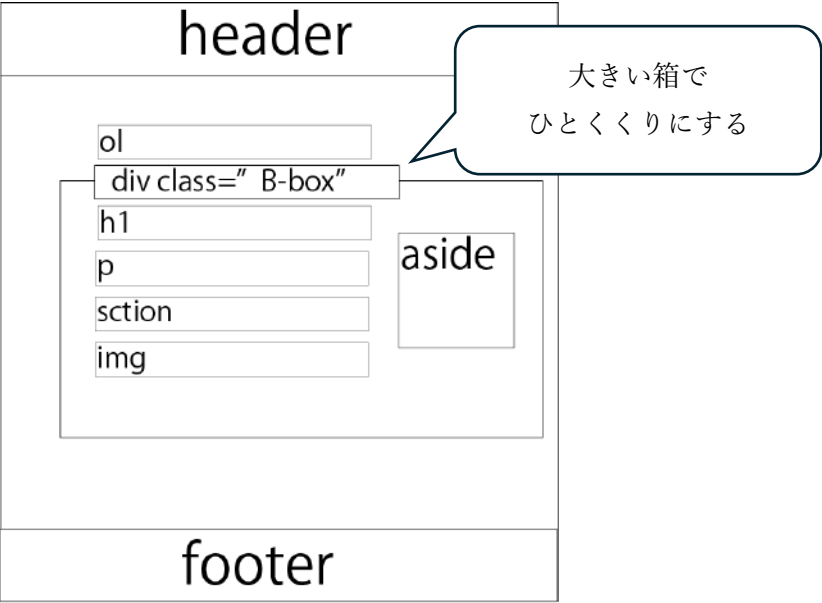 header
大きい箱で
ひとくくりにする
ol
div class=” B-box”
h1
aside
p
sction
img
footer